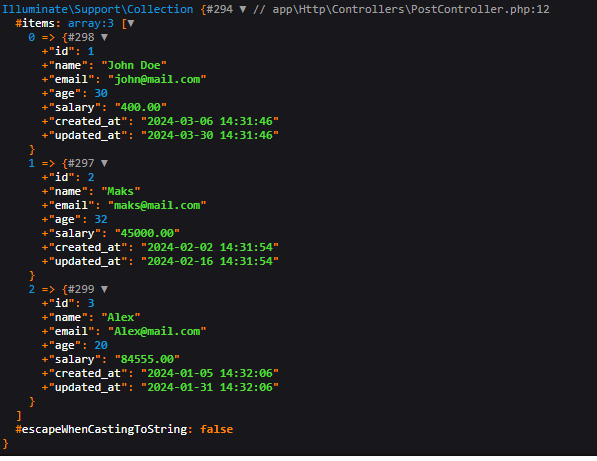 Illuminate\Support\Collection {#294 ▼ // app\Http\Controllers\PostController.php:12
#items: array:3 [▼
0 => {#298 ▼
+"id": 1
+"name": "John Doe"
+"email": "john@mail.com"
+"age": 30
+"salary": "400.00"
+"created_at": "2024-03-06 14:31:46"
+"updated_at": "2024-03-30 14:31:46"
}
1 => {#297 ▼
+"id": 2
+"name": "Maks"
+"email": "maks@mail.com"
+"age": 32
+"salary": "45000.00"
+"created_at": "2024-02-02 14:31:54"
+"updated_at": "2024-02-16 14:31:54"
}
2 => {#299 ▼
+"id": 3
+"name": "Alex"
+"email": "Alex@mail.com"
+"age": 20
+"salary": "84555.00"
+"created_at": "2024-01-05 14:32:06"
+"updated_at": "2024-01-31 14:32:06"
}
]
#escapeWhenCastingToString: false
}